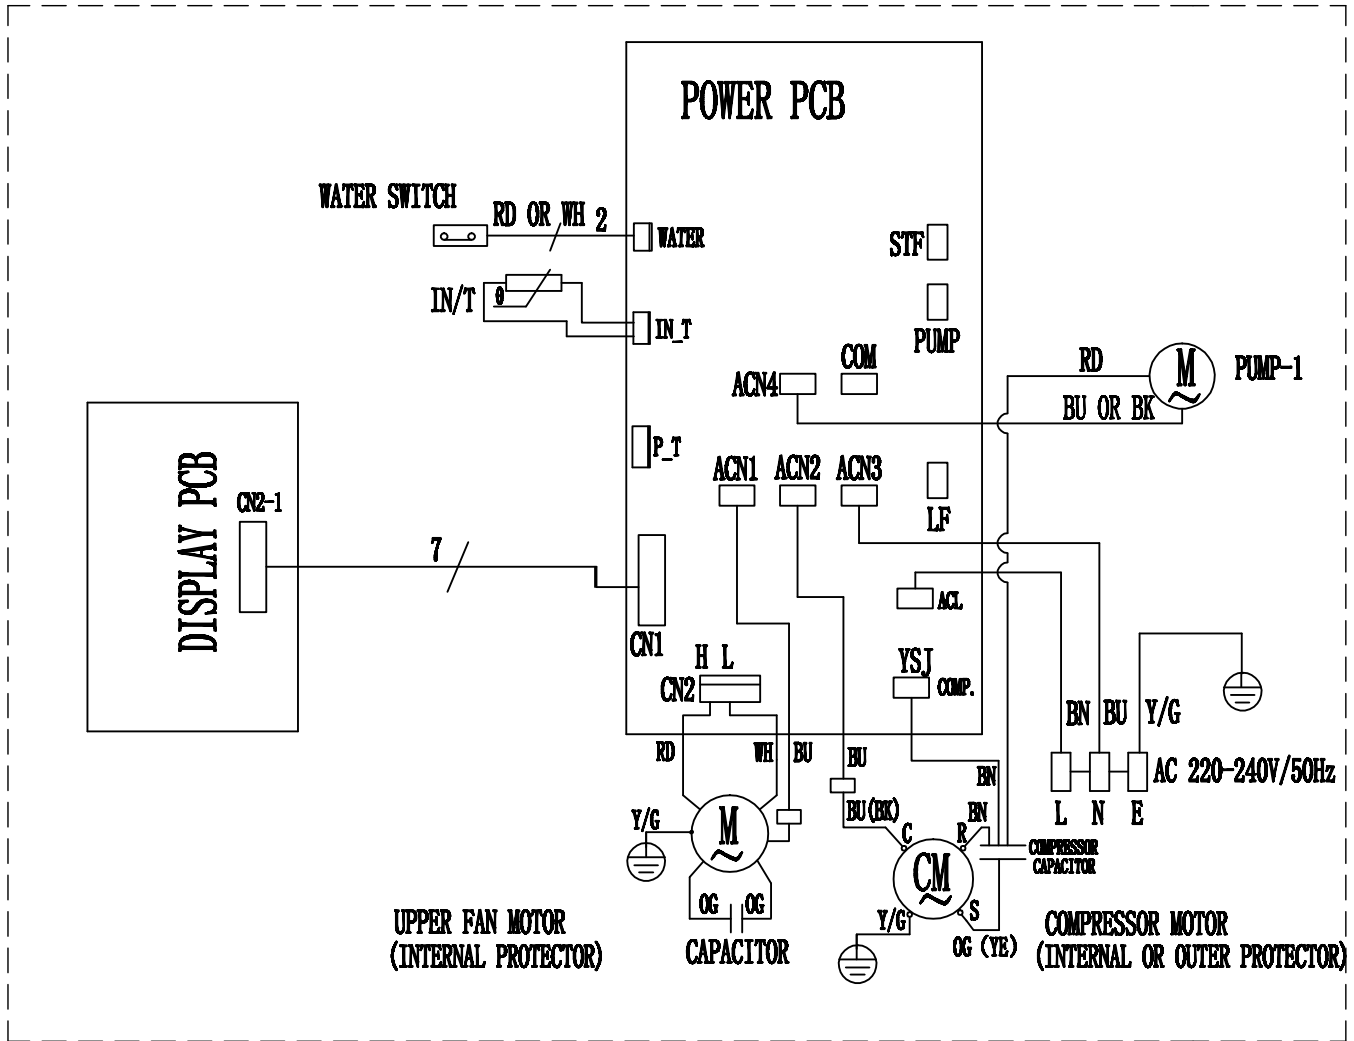 POWER PCB
WATER SWITCH
RD OR WH 2
WATER
STF
IN/T
θ
IN_T
PUMP
COM
ACN4
RD
M
PUMP-1
BU OR BK
DISPLAY PCB
CN2-1
P_T
ACN1
ACN2
ACN3
LF
7
ACL
CN1
H L
CN2
YSJ
COMP.
BN
BU
Y/G
RD
WH
BU
BU
BN
AC 220-240V/50Hz
L
N
E
Y/G
M
BU(BK)
BN
C
R
COMPRESSOR
CAPACITOR
CM
OG
OG
Y/G
S
CAPACITOR
OG (YE)
UPPER FAN MOTOR
(INTERNAL PROTECTOR)
COMPRESSOR MOTOR
(INTERNAL OR OUTER PROTECTOR)